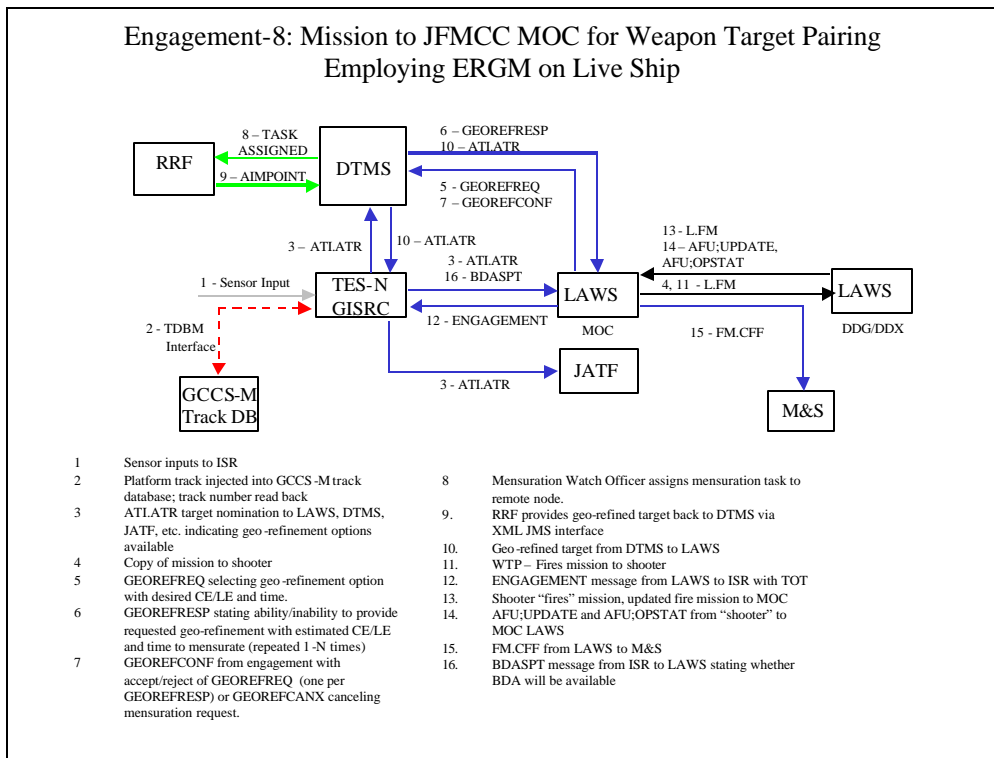 Engagement-8: Mission to JFMCC MOC for Weapon Target Pairing
Employing ERGM on Live Ship
8 – TASK
ASSIGNED
6 – GEOREFRESP
10 – ATI.ATR
RRF
DTMS
9 – AIMPOINT
5 - GEOREFREQ
7 – GEOREFCONF
13 - L.FM
14 – AFU;UPDATE,
AFU;OPSTAT
3 – ATI.ATR
10 – ATI.ATR
3 – ATI.ATR
16 - BDASPT
1 - Sensor Input
TES-N
GISRC
LAWS
4, 11 - L.FM
LAWS
12 - ENGAGEMENT
MOC
DDG/DDX
2 - TDBM
Interface
15 - FM.CFF
JATF
3 - ATI.ATR
GCCS-M
Track DB
M&S
1 Sensor inputs to ISR
2 Platform track injected into GCCS-M track
database; track number read back
3 ATI.ATR target nomination to LAWS, DTMS,
JATF, etc. indicating geo-refinement options
available
4 Copy of mission to shooter
5 GEOREFREQ selecting geo-refinement option
with desired CE/LE and time.
6 GEOREFRESP stating ability/inability to provide
requested geo-refinement with estimated CE/LE
and time to mensurate (repeated 1-N times)
7 GEOREFCONF from engagement with
accept/reject of GEOREFREQ (one per
GEOREFRESP) or GEOREFCANX canceling
mensuration request.
8 Mensuration Watch Officer assigns mensuration task to
remote node.
9. RRF provides geo-refined target back to DTMS via
XML JMS interface
10. Geo-refined target from DTMS to LAWS
11. WTP – Fires mission to shooter
12. ENGAGEMENT message from LAWS to ISR with TOT
13. Shooter “fires” mission, updated fire mission to MOC
14. AFU;UPDATE and AFU;OPSTAT from “shooter” to
MOC LAWS
15. FM.CFF from LAWS to M&S
16. BDASPT message from ISR to LAWS stating whether
BDA will be available